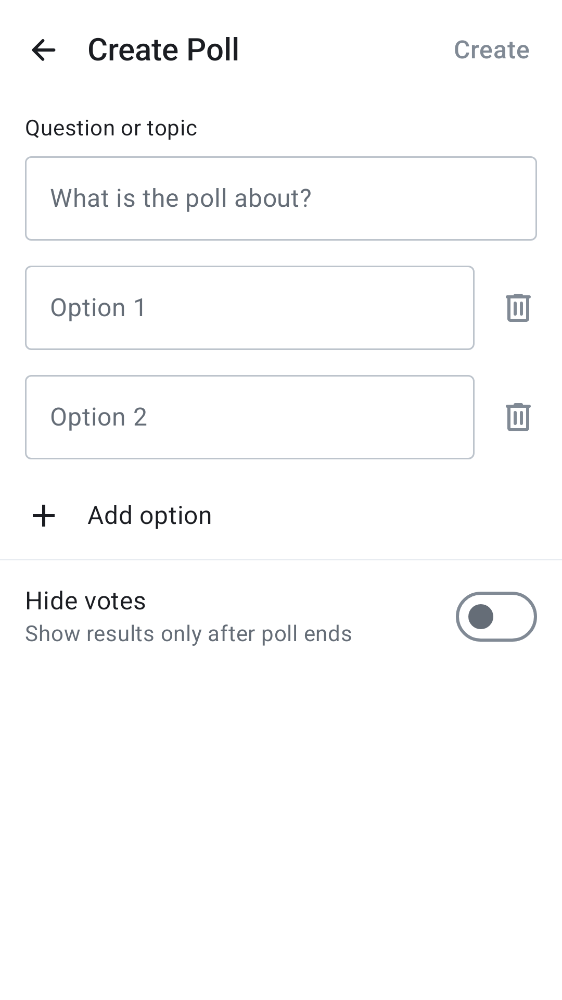 Create Poll
Create
Question or topic
What is the poll about?
Option 1
Option 2
Add option
Hide votes
Show results only after poll ends